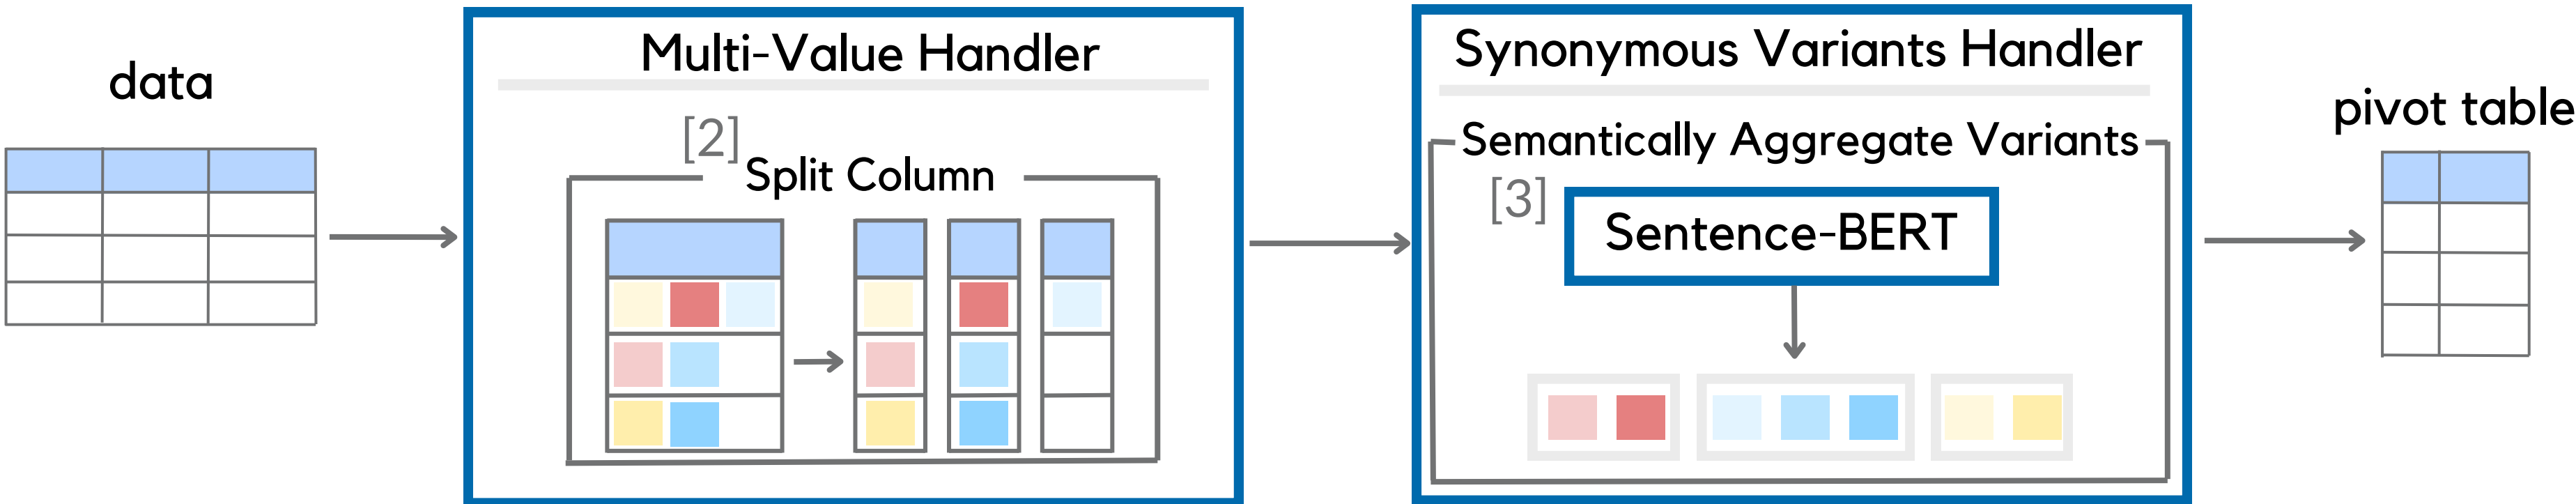 data
Multi-Value Handler
[2]
Split Column
Synonymous Variants Handler
Semantically Aggregate Variants
[3]
Sentence-BERT
pivot table